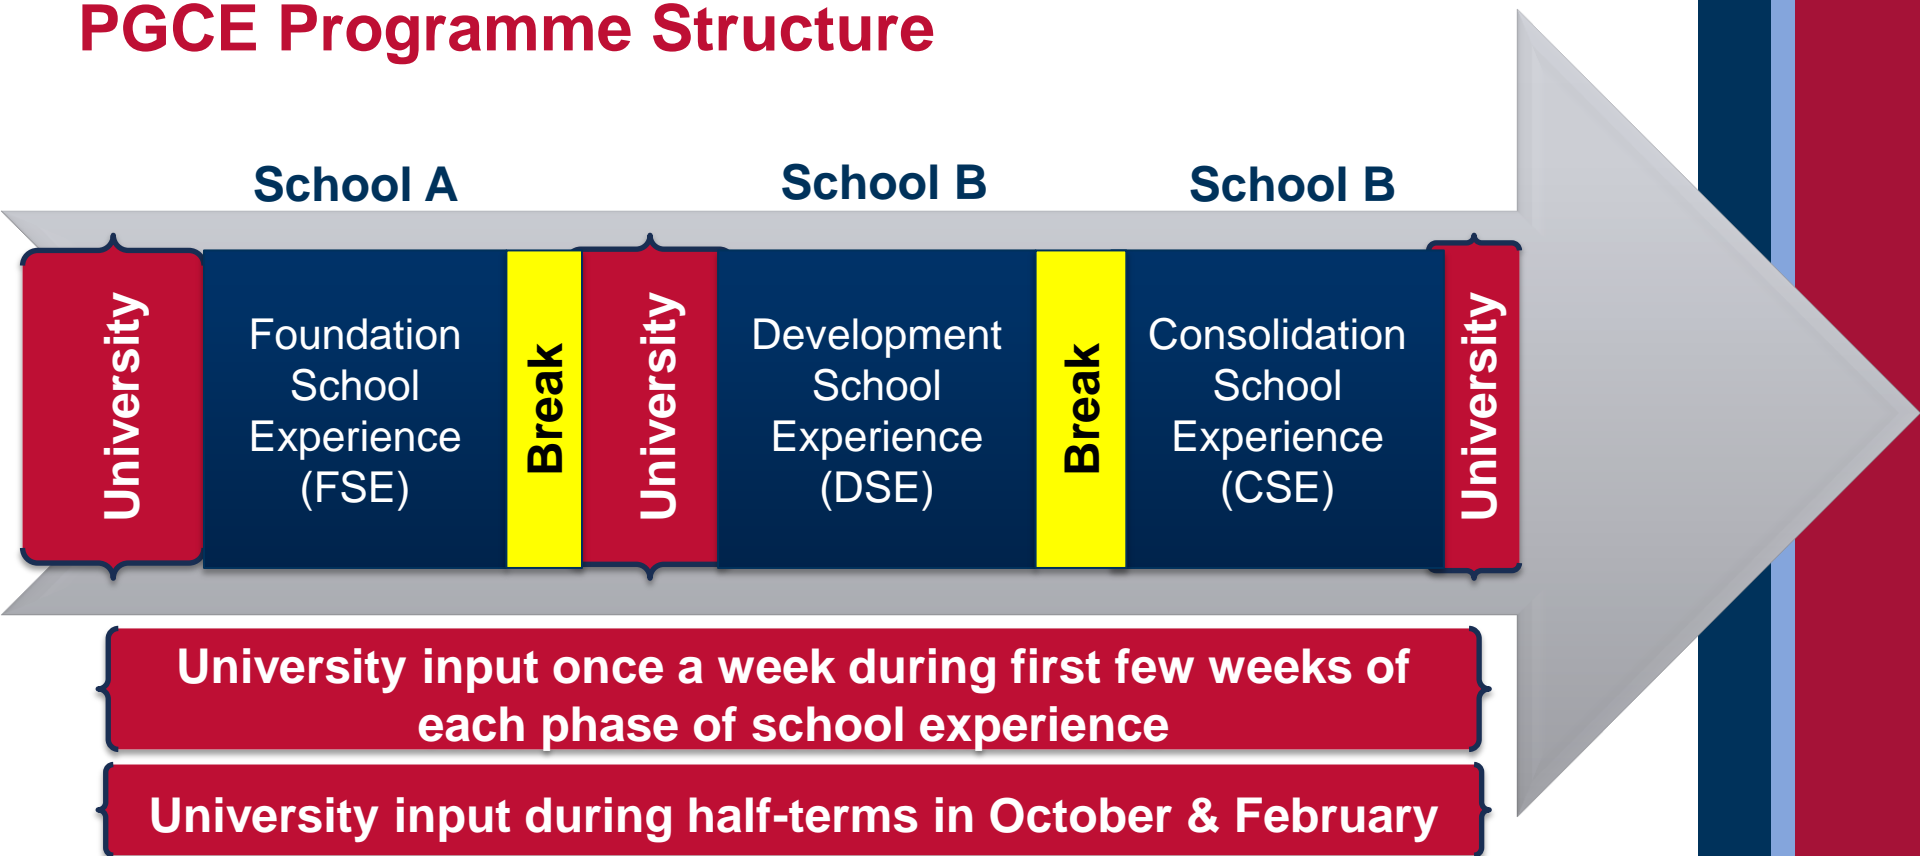 PGCE Programme Structure
School A
School B
School B
University
Foundation
School
Experience
(FSE)
Break
University
Development
School
Experience
(DSE)
Break
Consolidation
School
Experience
(CSE)
University
University input once a week during first few weeks of
each phase of school experience
University input during half-terms in October & February